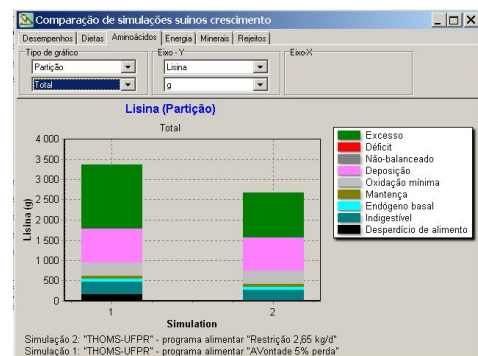 Comparação de simulações suínos crescimento
Desempenhos Dietas Aminoácidos Energia Minerais Rejeitos
Tipo de gráfico Eixo - Y Eixo-X
Partição Lisina
Total g
Lisina (Partição)
Total
4 000
3 500
3 000
2 500
2 000
1 500
1 000
500
0
Lisina (g)
1 2
Simulation
Excesso
Déficit
Não-balanceado
Deposição
Oxidação mínima
Mantença
Endógeno basal
Indigestível
Desperdício de alimento
Simulação 2: "THOMS-UFPR" - programa alimentar "Restrição 2,65 kg/d"
Simulação 1: "THOMS-UFPR" - programa alimentar "AVontade 5% perda"